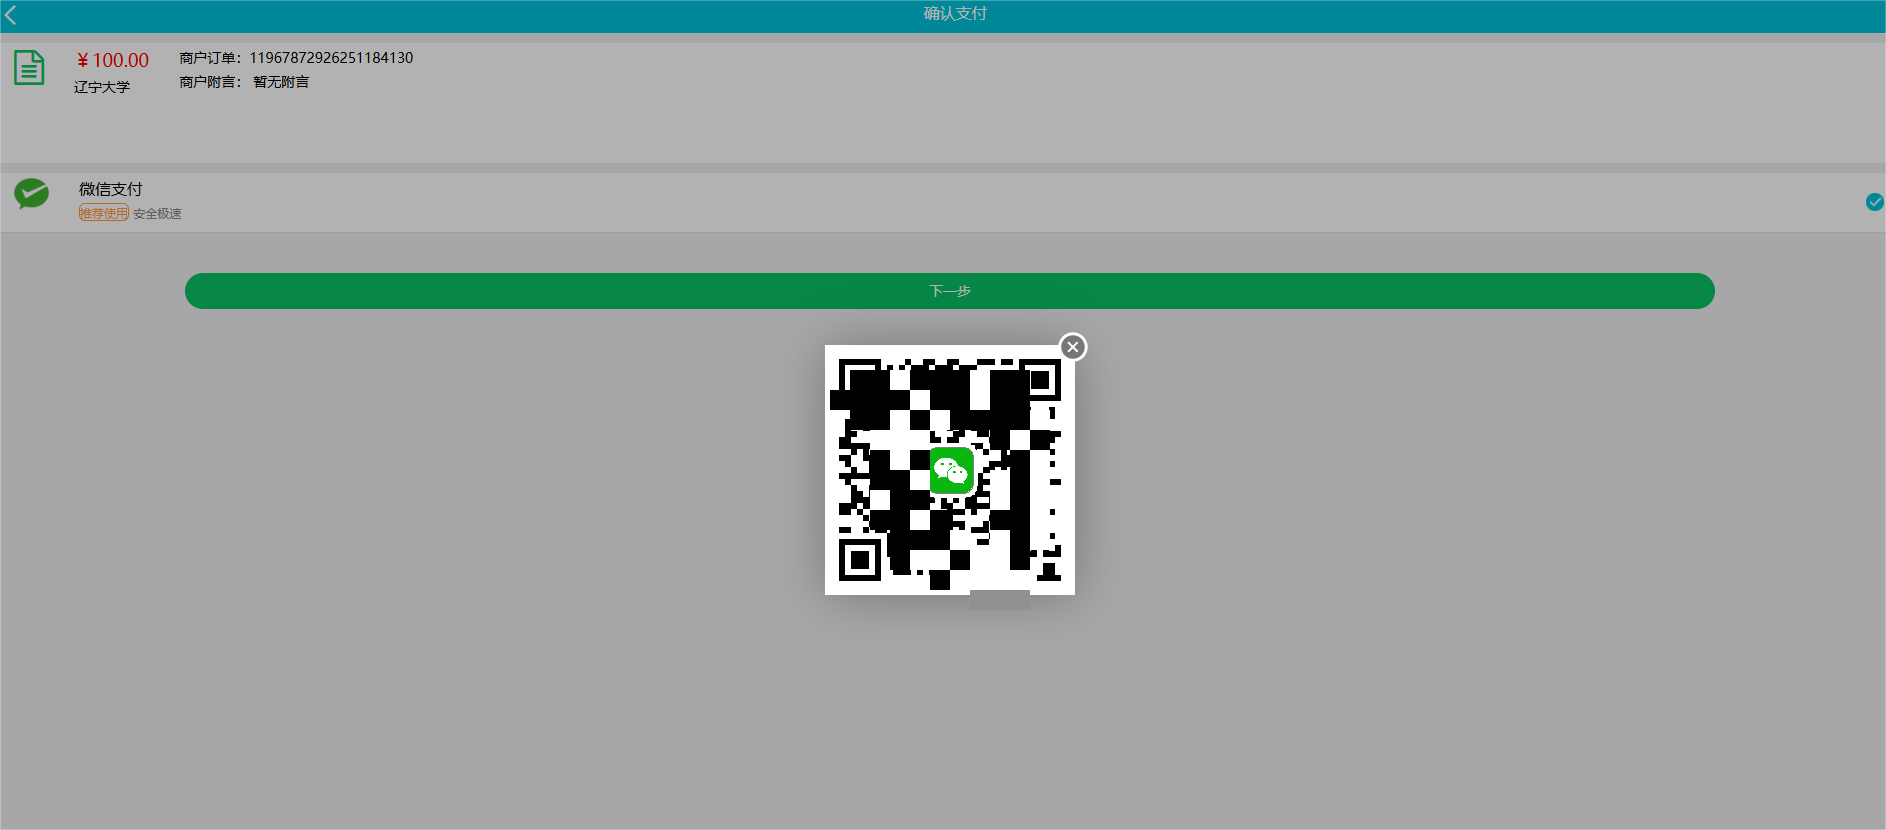 确认支付
￥100.00
辽宁大学
商户订单：11967872926251184130
商户附言： 暂无附言
微信支付
推荐使用 安全极速
下一步